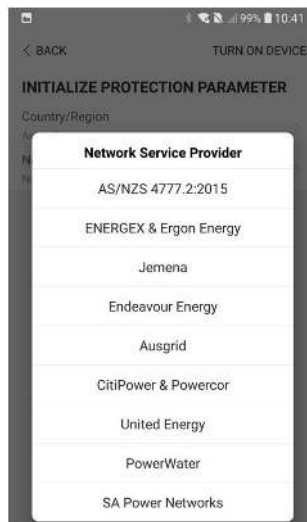 99% 10:41
< BACK TURN ON DEVICE
INITIALIZE PROTECTION PARAMETER
Country/Region
Network Service Provider
AS/NZS 4777.2:2015
ENERGEX & Ergon Energy
Jemena
Endeavour Energy
Ausgrid
CitiPower & Powercor
United Energy
PowerWater
SA Power Networks